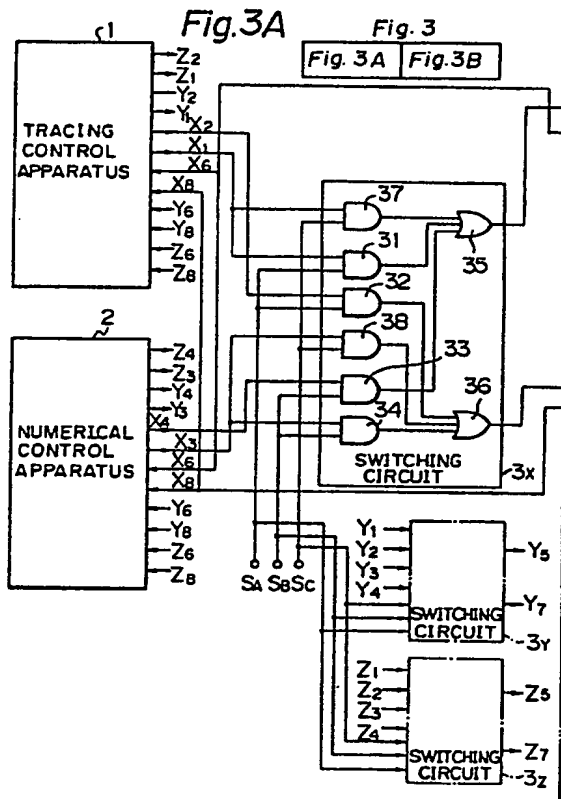 Fig.3A
Fig. 3
Fig. 3A
Fig. 3B
1
TRACING
CONTROL
APPARATUS
Z2
Z1
Y2
Y1
X2
X1
X6
X8
Y6
Y8
Z6
Z8
2
NUMERICAL
CONTROL
APPARATUS
Z4
Z3
Y4
Y3
X4
X3
X6
X8
Y6
Y8
Z6
Z8
37
31
32
38
33
34
35
36
SWITCHING
CIRCUIT
3X
SA SB SC
Y1
Y2
Y3
Y4
SWITCHING
CIRCUIT
Y5
Y7
3Y
Z1
Z2
Z3
Z4
SWITCHING
CIRCUIT
Z5
Z7
3Z